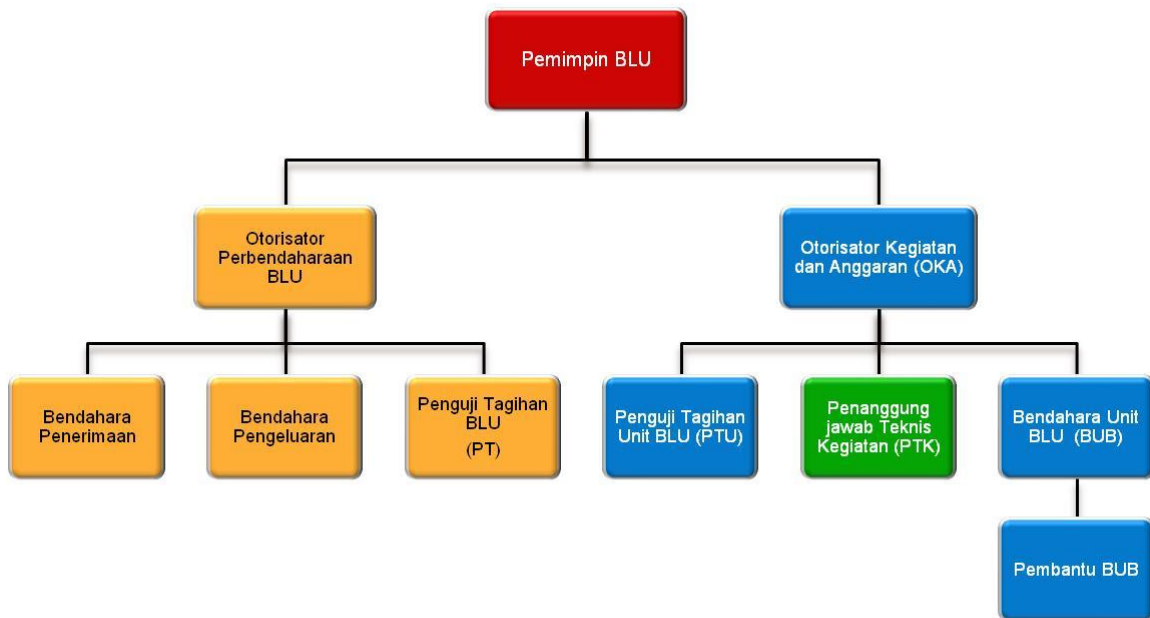 Pemimpin BLU
Otorisator
Perbendaharaan
BLU
Otorisator Kegiatan
dan Anggaran (OKA)
Bendahara
Penerimaan
Bendahara
Pengeluaran
Penguji Tagihan
BLU
(PT)
Penguji Tagihan
Unit BLU (PTU)
Penanggung
jawab Teknis
Kegiatan (PTK)
Bendahara Unit
BLU (BUB)
Pembantu BUB